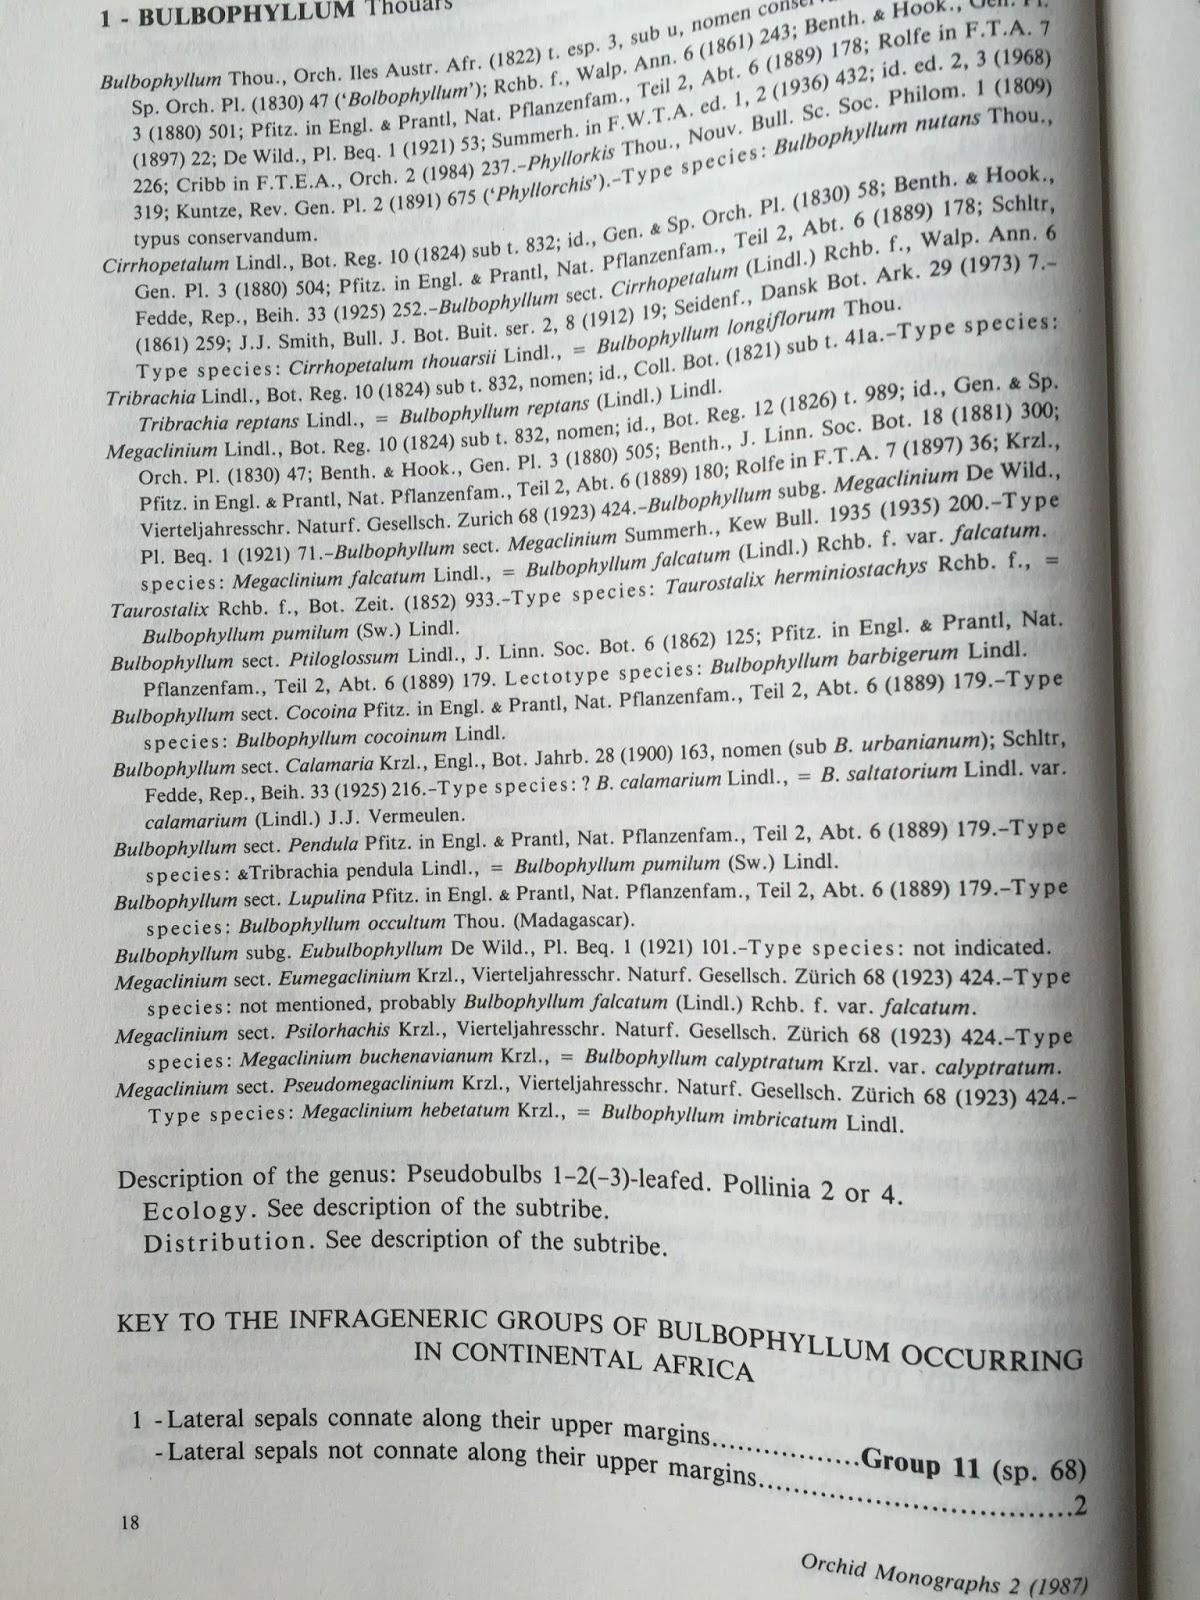 1 - BULBOPHYLLUM Thouars
Bulbophyllum Thou., Orch. Iles Austr. Afr. (1822) t. esp. 3, sub u, nomen
Sp. Orch. Pl. (1830) 47 ('Bolbophyllum'); Rchb. f., Walp. Ann. 6 (1861) 243; Benth. & Hook., Gen. Pl.
3 (1880) 501; Pfitz. in Engl. & Prantl, Nat. Pflanzenfam., Teil 2, Abt. 6 (1889) 178; Rolfe in F.T.A. 7
(1897) 22; De Wild., Pl. Beq. 1 (1921) 53; Summerh. in F.W.T.A. ed. 1, 2 (1936) 432; id. ed. 2, 3 (1968)
226; Cribb in F.T.E.A., Orch. 2 (1984) 237.–Phyllorkis Thou., Nouv. Bull. Sc. Soc. Philom. 1 (1809)
319; Kuntze, Rev. Gen. Pl. 2 (1891) 675 ('Phyllorchis').–Type species: Bulbophyllum nutans Thou.,
typus conservandum.
Cirrhopetalum Lindl., Bot. Reg. 10 (1824) sub t. 832; id., Gen. & Sp. Orch. Pl. (1830) 58; Benth. & Hook.,
Gen. Pl. 3 (1880) 504; Pfitz. in Engl. & Prantl, Nat. Pflanzenfam., Teil 2, Abt. 6 (1889) 178; Schltr,
Fedde, Rep., Beih. 33 (1925) 252.–Bulbophyllum sect. Cirrhopetalum (Lindl.) Rchb. f., Walp. Ann. 6
(1861) 259; J.J. Smith, Bull. J. Bot. Buit. ser. 2, 8 (1912) 19; Seidenf., Dansk Bot. Ark. 29 (1973) 7.–
Type species: Cirrhopetalum thouarsii Lindl., = Bulbophyllum longiflorum Thou.
Tribrachia Lindl., Bot. Reg. 10 (1824) sub t. 832, nomen; id., Coll. Bot. (1821) sub t. 41a.–Type species:
Tribrachia reptans Lindl., = Bulbophyllum reptans (Lindl.) Lindl.
Megaclinium Lindl., Bot. Reg. 10 (1824) sub t. 832, nomen; id., Bot. Reg. 12 (1826) t. 989; id., Gen. & Sp.
Orch. Pl. (1830) 47; Benth. & Hook., Gen. Pl. 3 (1880) 505; Benth., J. Linn. Soc. Bot. 18 (1881) 300;
Pfitz. in Engl. & Prantl, Nat. Pflanzenfam., Teil 2, Abt. 6 (1889) 180; Rolfe in F.T.A. 7 (1897) 36; Krzl.,
Vierteljahresschr. Naturf. Gesellsch. Zurich 68 (1923) 424.–Bulbophyllum subg. Megaclinium De Wild.,
Pl. Beq. 1 (1921) 71.–Bulbophyllum sect. Megaclinium Summerh., Kew Bull. 1935 (1935) 200.–Type
species: Megaclinium falcatum Lindl., = Bulbophyllum falcatum (Lindl.) Rchb. f. var. falcatum.
Taurostalix Rchb. f., Bot. Zeit. (1852) 933.–Type species: Taurostalix herminiostachys Rchb. f., =
Bulbophyllum pumilum (Sw.) Lindl.
Bulbophyllum sect. Ptiloglossum Lindl., J. Linn. Soc. Bot. 6 (1862) 125; Pfitz. in Engl. & Prantl, Nat.
Pflanzenfam., Teil 2, Abt. 6 (1889) 179. Lectotype species: Bulbophyllum barbigerum Lindl.
Bulbophyllum sect. Cocoina Pfitz. in Engl. & Prantl, Nat. Pflanzenfam., Teil 2, Abt. 6 (1889) 179.–Type
species: Bulbophyllum cocoinum Lindl.
Bulbophyllum sect. Calamaria Krzl., Engl., Bot. Jahrb. 28 (1900) 163, nomen (sub B. urbanianum); Schltr,
Fedde, Rep., Beih. 33 (1925) 216.–Type species: ? B. calamarium Lindl., = B. saltatorium Lindl. var.
calamarium (Lindl.) J.J. Vermeulen.
Bulbophyllum sect. Pendula Pfitz. in Engl. & Prantl, Nat. Pflanzenfam., Teil 2, Abt. 6 (1889) 179.–Type
species: &Tribrachia pendula Lindl., = Bulbophyllum pumilum (Sw.) Lindl.
Bulbophyllum sect. Lupulina Pfitz. in Engl. & Prantl, Nat. Pflanzenfam., Teil 2, Abt. 6 (1889) 179.–Type
species: Bulbophyllum occultum Thou. (Madagascar).
Bulbophyllum subg. Eubulbophyllum De Wild., Pl. Beq. 1 (1921) 101.–Type species: not indicated.
Megaclinium sect. Eumegaclinium Krzl., Vierteljahresschr. Naturf. Gesellsch. Zürich 68 (1923) 424.–Type
species: not mentioned, probably Bulbophyllum falcatum (Lindl.) Rchb. f. var. falcatum.
Megaclinium sect. Psilorhachis Krzl., Vierteljahresschr. Naturf. Gesellsch. Zürich 68 (1923) 424.–Type
species: Megaclinium buchenavianum Krzl., = Bulbophyllum calyptratum Krzl. var. calyptratum.
Megaclinium sect. Pseudomegaclinium Krzl., Vierteljahresschr. Naturf. Gesellsch. Zürich 68 (1923) 424.–
Type species: Megaclinium hebetatum Krzl., = Bulbophyllum imbricatum Lindl.
Description of the genus: Pseudobulbs 1–2(–3)-leafed. Pollinia 2 or 4.
Ecology. See description of the subtribe.
Distribution. See description of the subtribe.
KEY TO THE INFRAGENERIC GROUPS OF BULBOPHYLLUM OCCURRING
IN CONTINENTAL AFRICA
1 - Lateral sepals connate along their upper margins..................Group 11 (sp. 68)
- Lateral sepals not connate along their upper margins..................................2
18
Orchid Monographs 2 (1987)